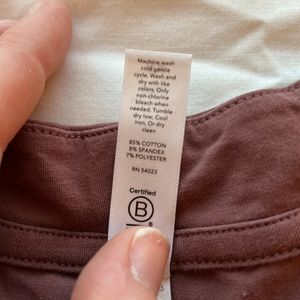 Machine wash
cold gentle
cycle, Wash and
dry with like
colors, Only
non-chlorine
bleach when
needed, Tumble
dry low, Cool
iron, Or dry
clean
85% COTTON
8% SPANDEX
7% POLYESTER
RN 54023
Certified
B